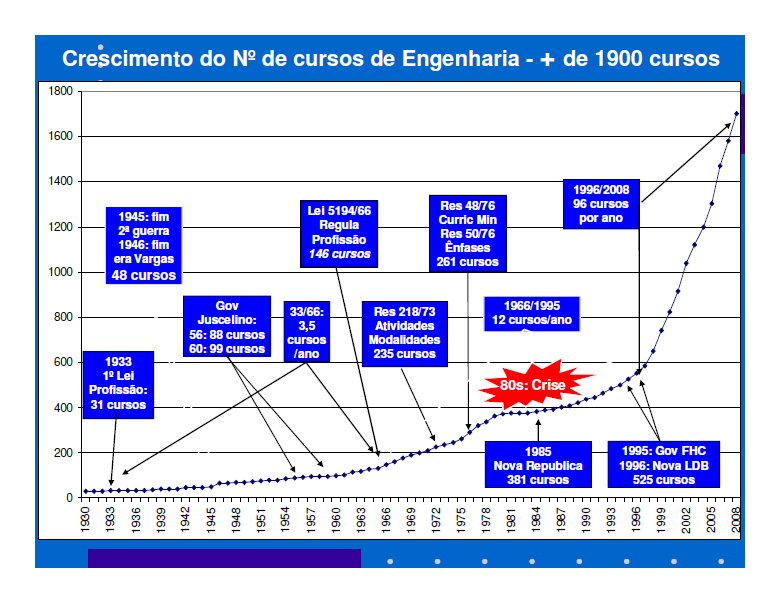 Crescimento do Nº de cursos de Engenharia - + de 1900 cursos
1800
1600
1400
1200
1000
800
600
400
200
0
1945: fim
2ª guerra
1946: fim
era Vargas
48 cursos
Lei 5194/66
Regula
Profissão
146 cursos
Res 48/76
Curric Min
Res 50/76
Ênfases
261 cursos
1996/2008
96 cursos
por ano
Gov
Juscelino:
56: 88 cursos
60: 99 cursos
33/66:
3,5
cursos
/ano
Res 218/73
Atividades
Modalidades
235 cursos
1966/1995
12 cursos/ano
1933
1º Lei
Profissão:
31 cursos
80s: Crise
1985
Nova Republica
381 cursos
1995: Gov FHC
1996: Nova LDB
525 cursos
1930
1933
1936
1939
1942
1945
1948
1951
1954
1957
1960
1963
1966
1969
1972
1975
1978
1981
1984
1987
1990
1993
1996
1999
2002
2005
2008